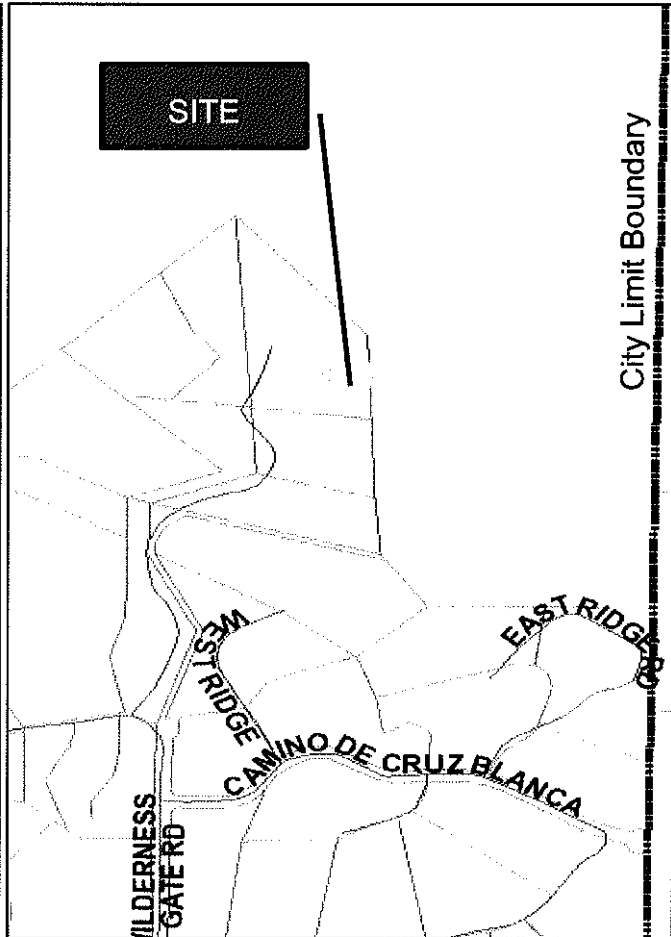 SITE
City Limit Boundary
WEST RIDGE
EAST RIDGE
CAMINO DE CRUZ BLANCA
WILDERNESS
GATE RD